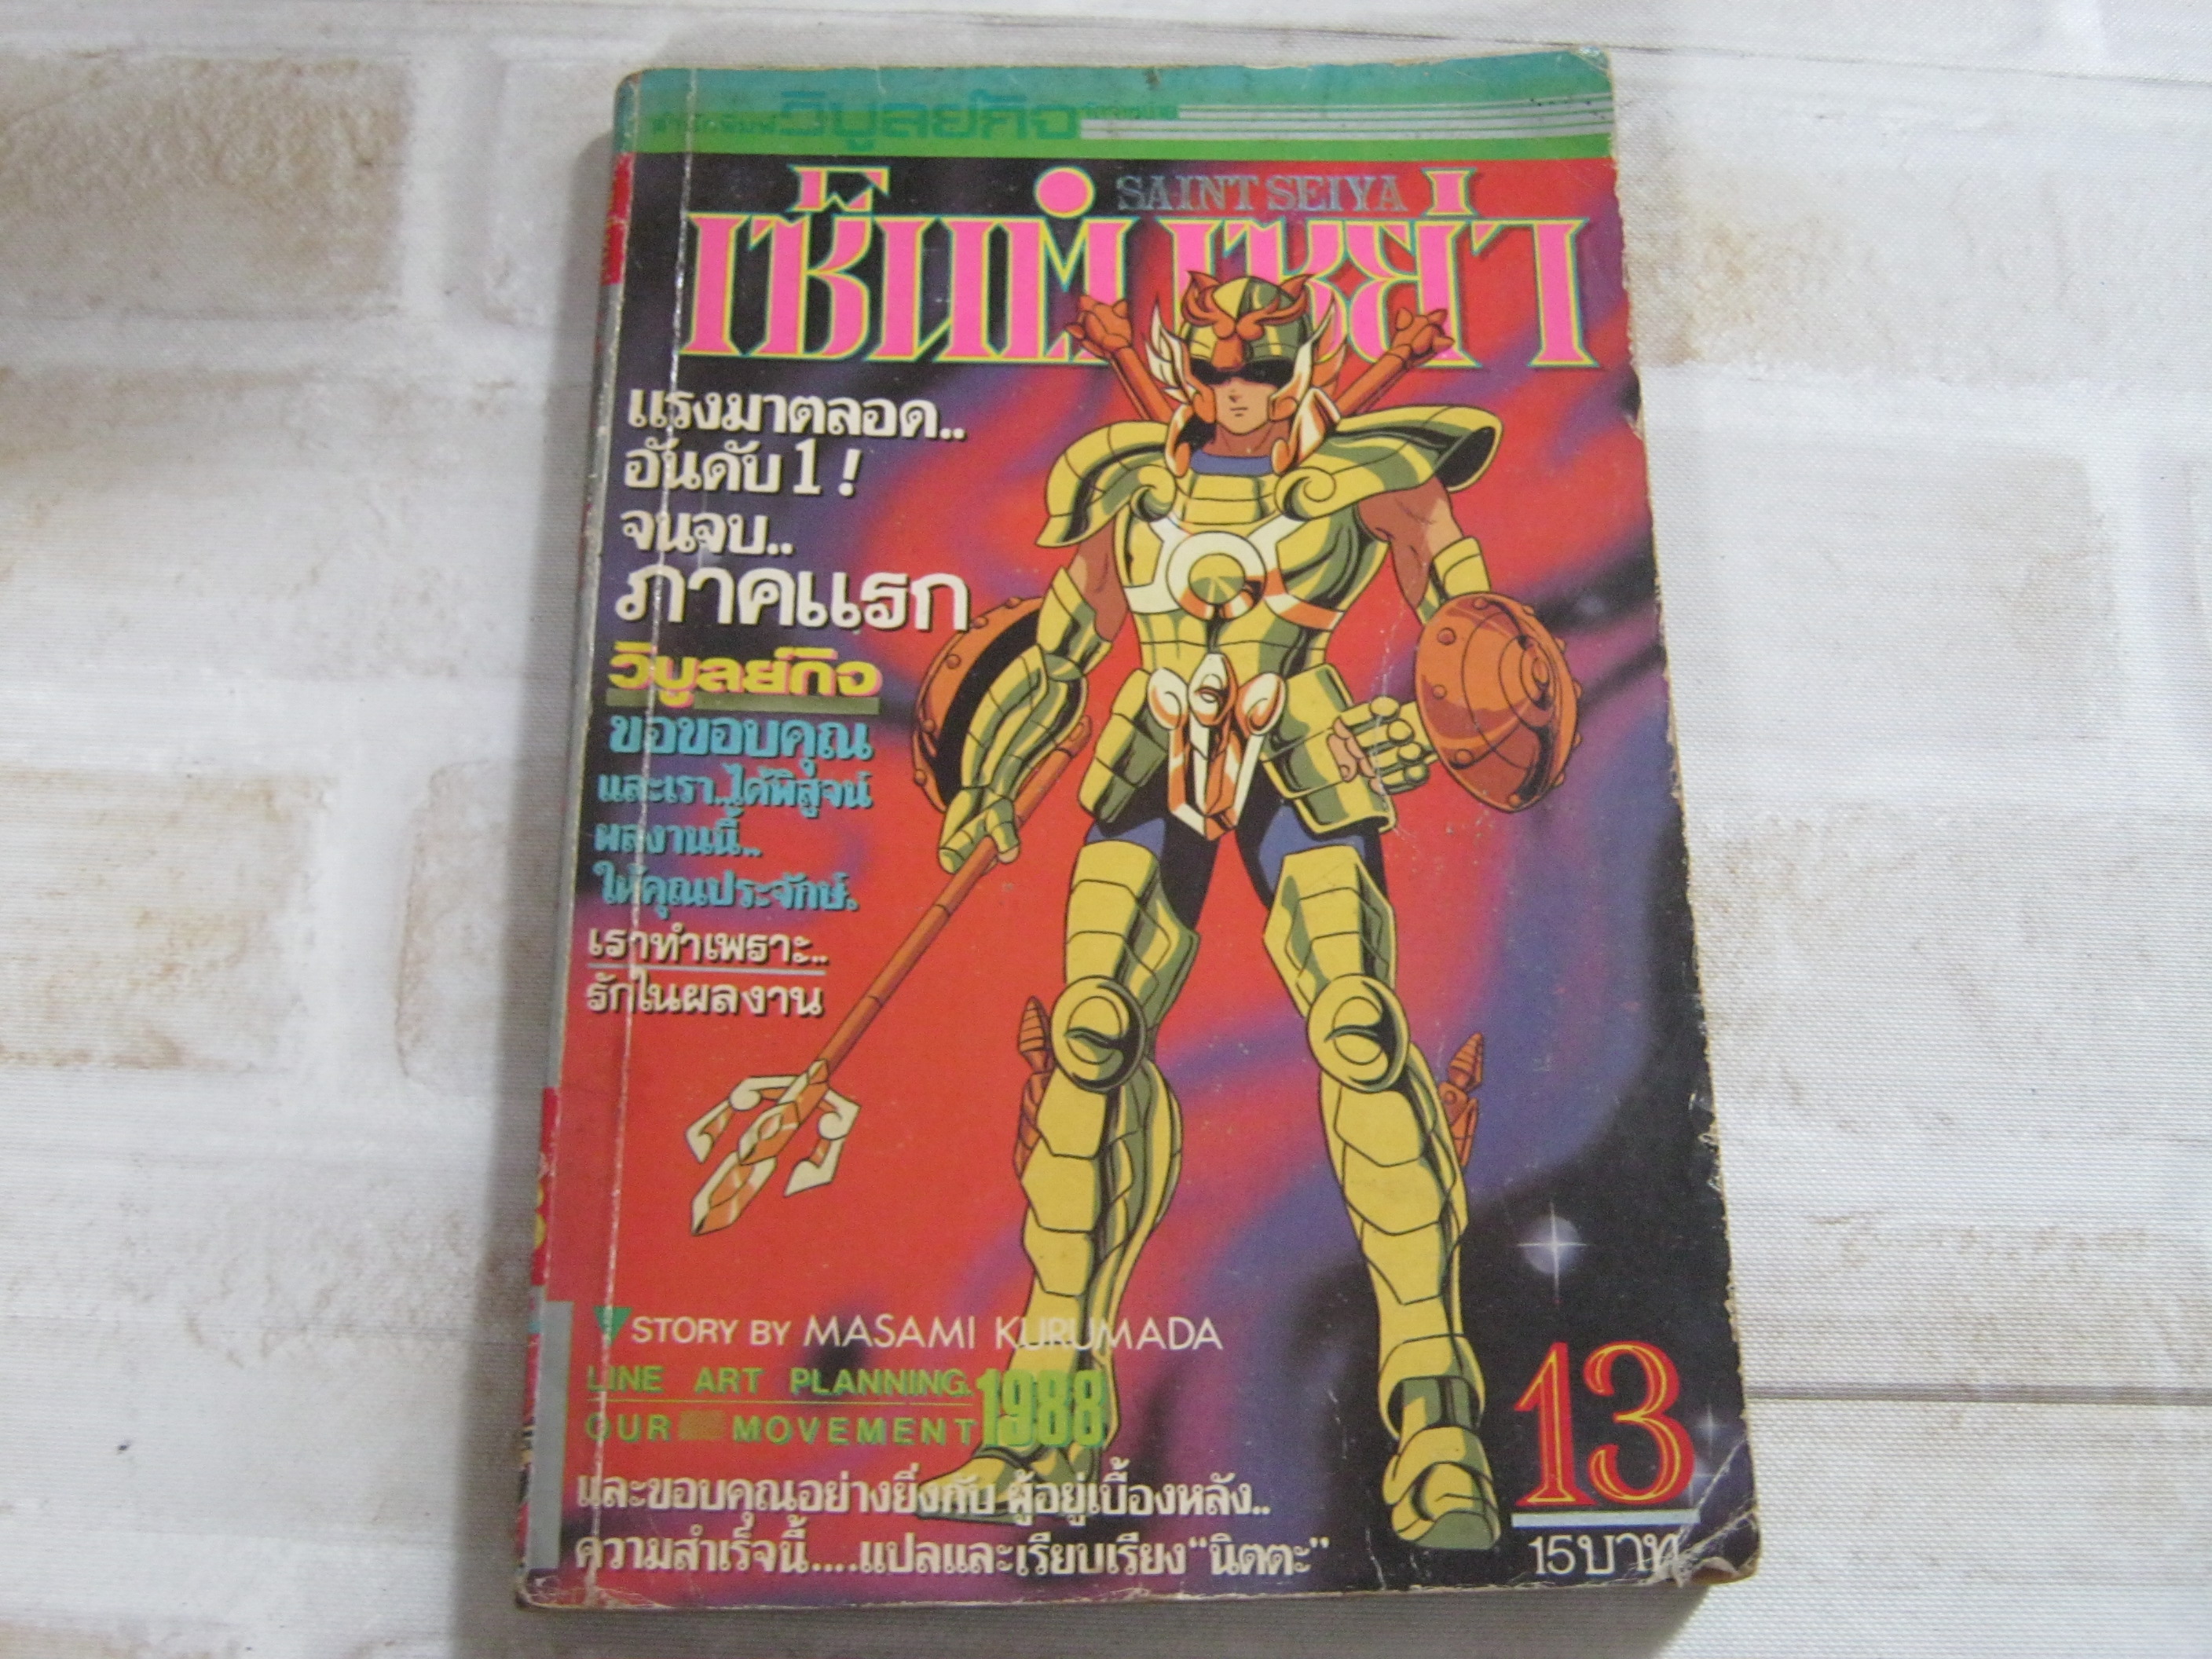 สำนักพิมพ์ วิบูลย์กิจ
SAINT SEIYA
เซ็นต์เซย่า
แรงมาตลอด..
อันดับ 1 !
จนจบ..
ภาคแรก
วิบูลย์กิจ
ขอขอบคุณ
และเรา..ได้พิสูจน์
ผลงานนี้..
ให้คุณประจักษ์.
เราทำเพราะ..
รักในผลงาน
STORY BY MASAMI KURUMADA
LINE ART PLANNING.
OUR MOVEMENT 1988
13
และขอบคุณอย่างยิ่งกับ ผู้อยู่เบื้องหลัง..
ความสำเร็จนี้....แปลและเรียบเรียง "นิตตะ"
15 บาท